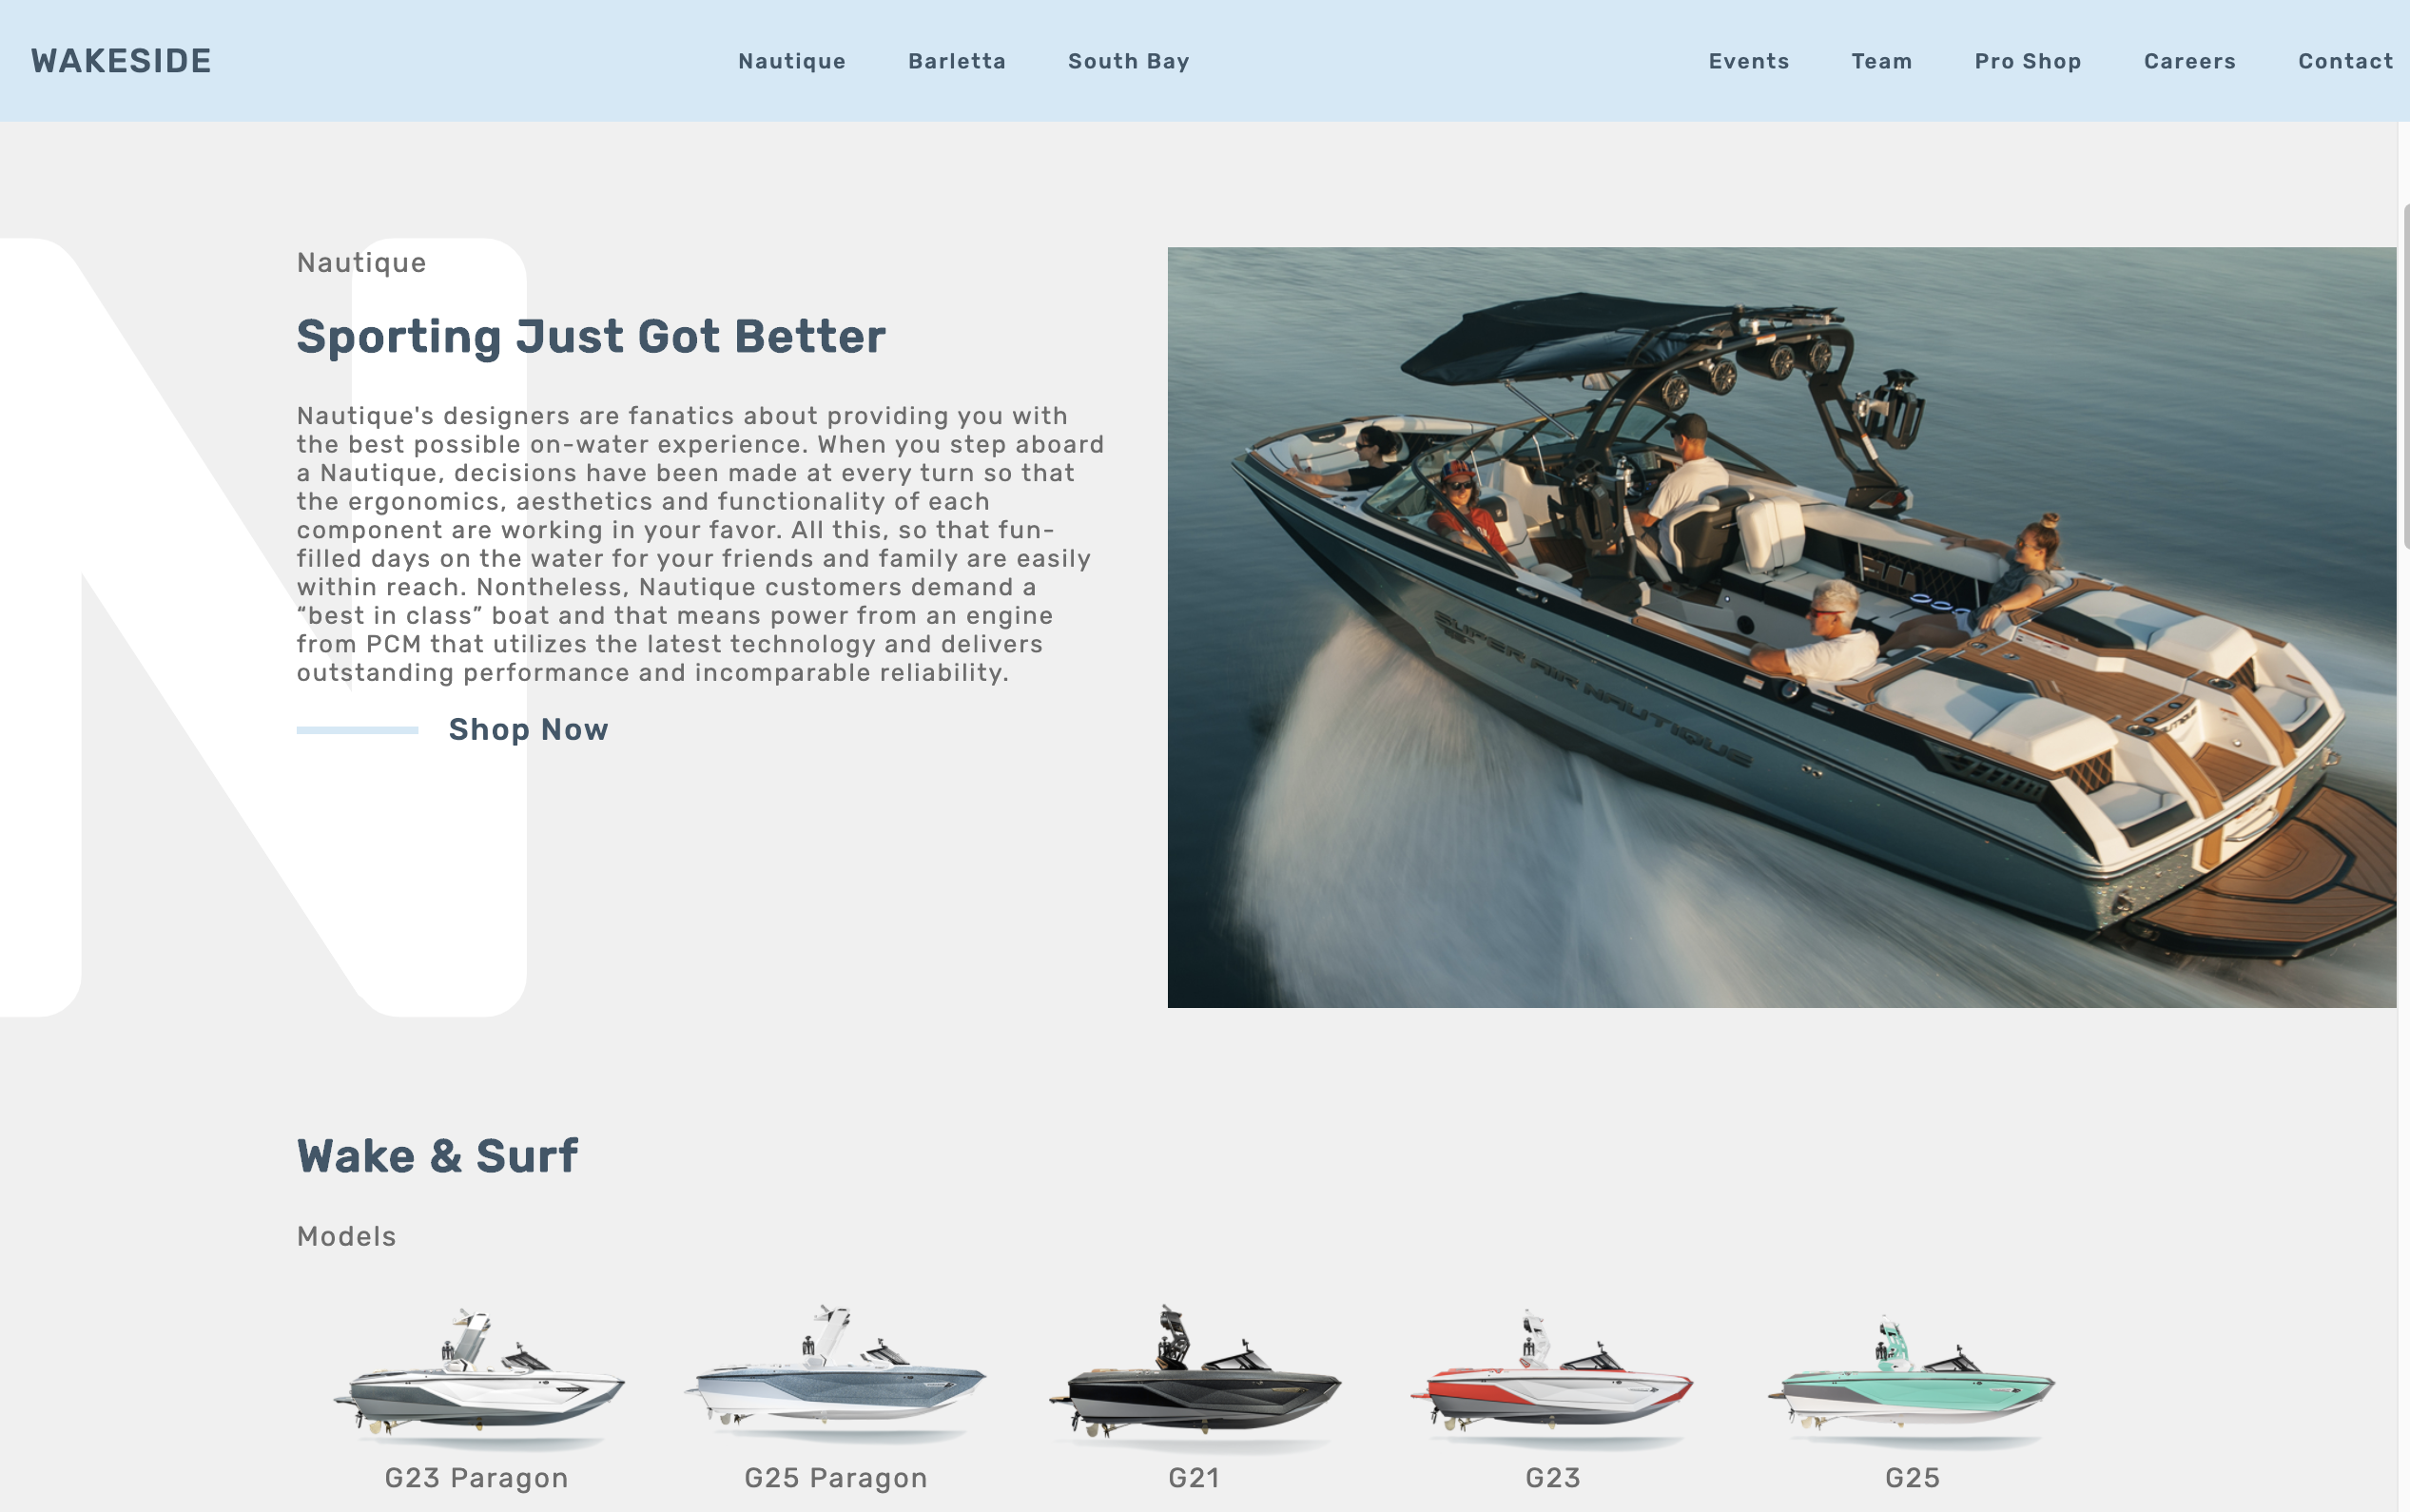 WAKESIDE
Nautique
Barletta
South Bay
Events
Team
Pro Shop
Careers
Contact
N
Nautique
Sporting Just Got Better
Nautique's designers are fanatics about providing you with
the best possible on-water experience. When you step aboard
a Nautique, decisions have been made at every turn so that
the ergonomics, aesthetics and functionality of each
component are working in your favor. All this, so that fun-
filled days on the water for your friends and family are easily
within reach. Nontheless, Nautique customers demand a
“best in class” boat and that means power from an engine
from PCM that utilizes the latest technology and delivers
outstanding performance and incomparable reliability.
Shop Now
SUPER AIR NAUTIQUE
Wake & Surf
Models
G23 Paragon
G25 Paragon
G21
G23
G25